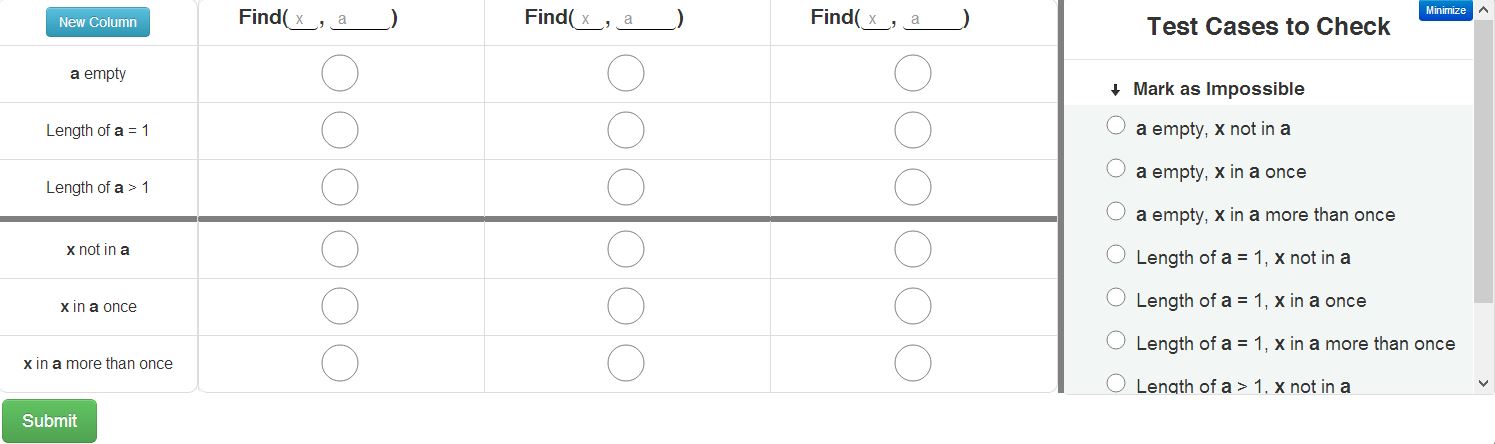 New Column
Find( x , a )
Find( x , a )
Find( x , a )
a empty
Length of a = 1
Length of a > 1
x not in a
x in a once
x in a more than once
Submit
Minimize
Test Cases to Check
Mark as Impossible
a empty, x not in a
a empty, x in a once
a empty, x in a more than once
Length of a = 1, x not in a
Length of a = 1, x in a once
Length of a = 1, x in a more than once
Length of a > 1, x not in a